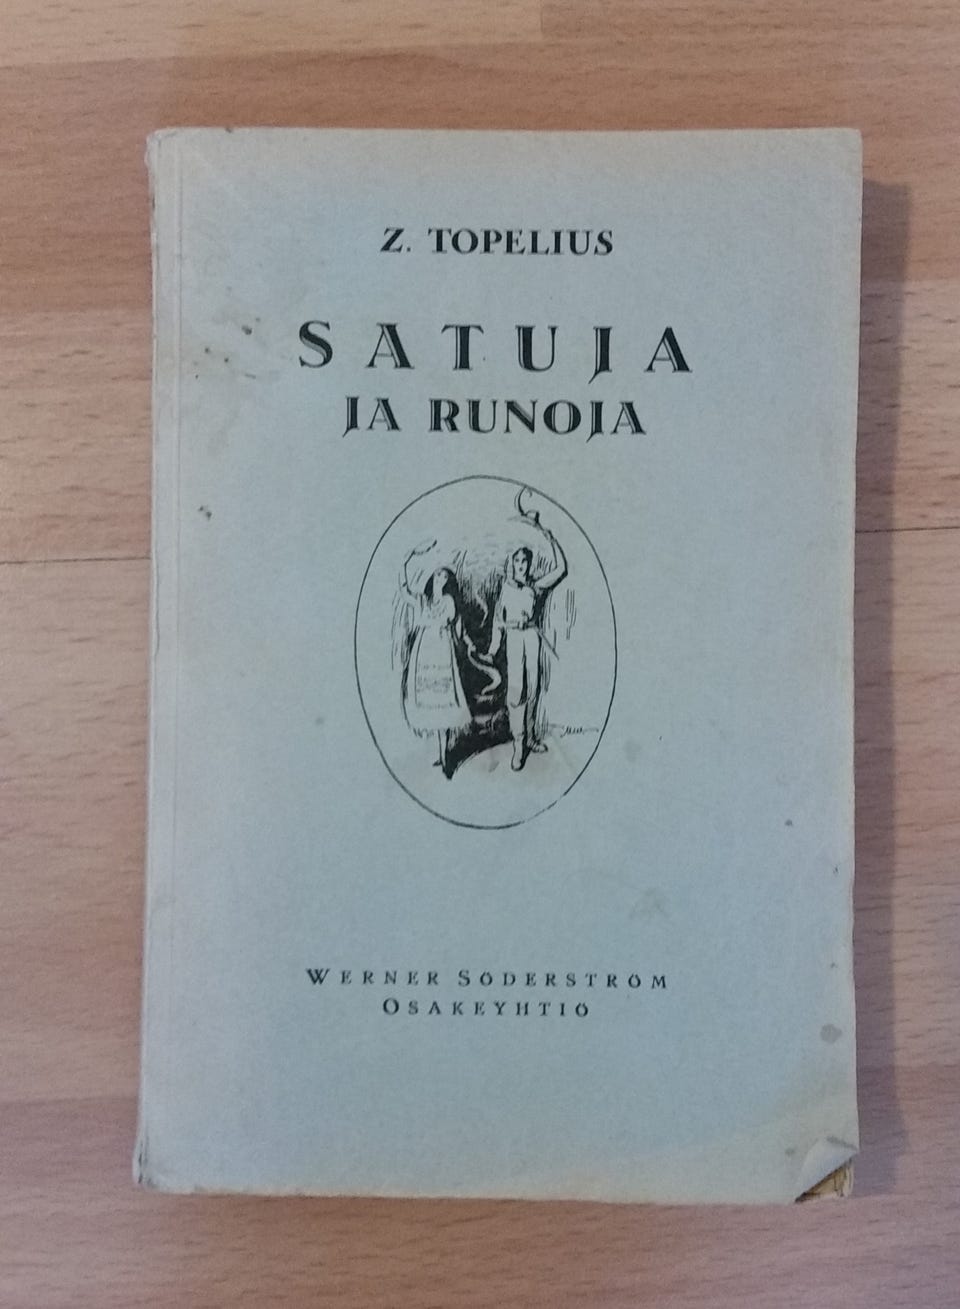 Z. TOPELIUS
SATUJA
JA RUNOJA
WERNER SÖDERSTRÖM
OSAKEYHTIÖ